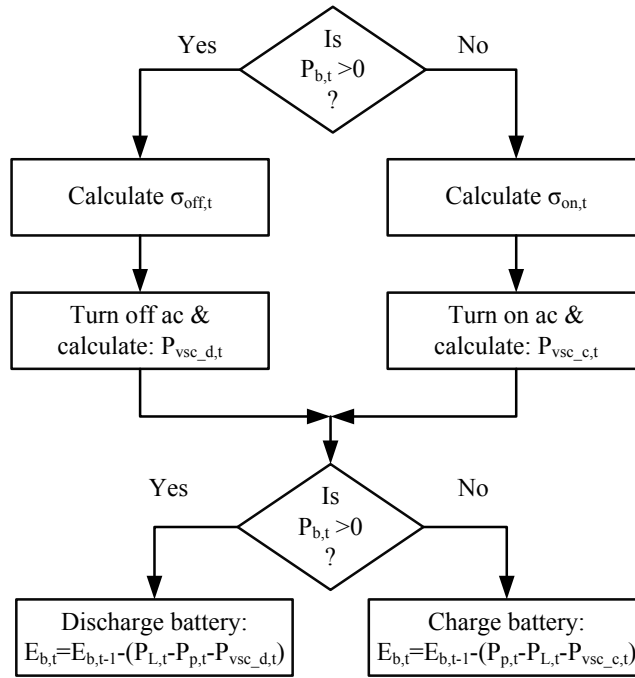 Is
Yes
No
P_b,t >0
?
Calculate σ_off,t
Calculate σ_on,t
Turn off ac &
calculate: P_vsc_d,t
Turn on ac &
calculate: P_vsc_c,t
Yes
No
Is
P_b,t >0
?
Discharge battery:
E_b,t=E_b,t-1-(P_L,t-P_p,t-P_vsc_d,t)
Charge battery:
E_b,t=E_b,t-1-(P_p,t-P_L,t-P_vsc_c,t)